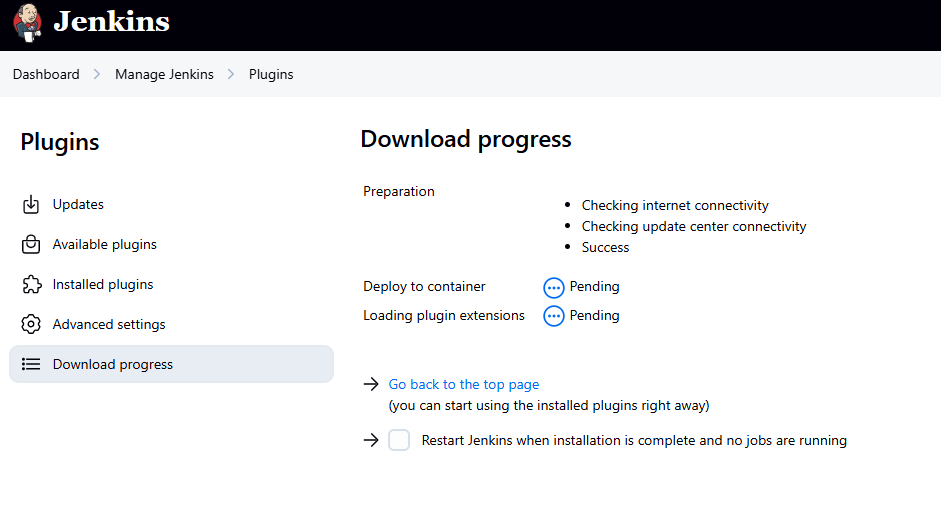 Jenkins
Dashboard
Manage Jenkins
Plugins
Plugins
Updates
Available plugins
Installed plugins
Advanced settings
Download progress
Download progress
Preparation
Checking internet connectivity
Checking update center connectivity
Success
Deploy to container Pending
Loading plugin extensions Pending
Go back to the top page
(you can start using the installed plugins right away)
Restart Jenkins when installation is complete and no jobs are running